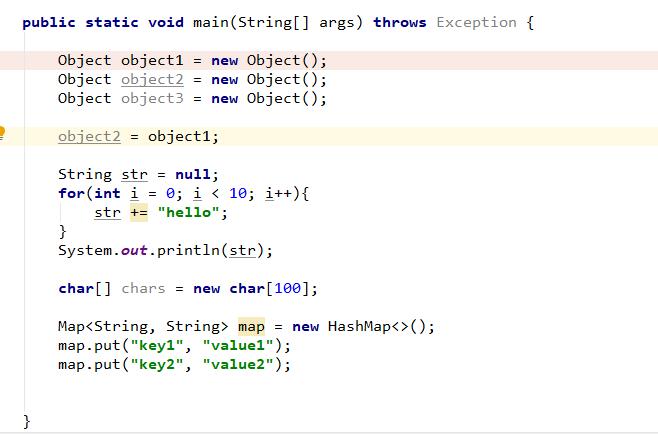 public static void main(String[] args) throws Exception {
Object object1 = new Object();
Object object2 = new Object();
Object object3 = new Object();
object2 = object1;
String str = null;
for(int i = 0; i < 10; i++){
str += "hello";
}
System.out.println(str);
char[] chars = new char[100];
Map<String, String> map = new HashMap<>();
map.put("key1", "value1");
map.put("key2", "value2");
}